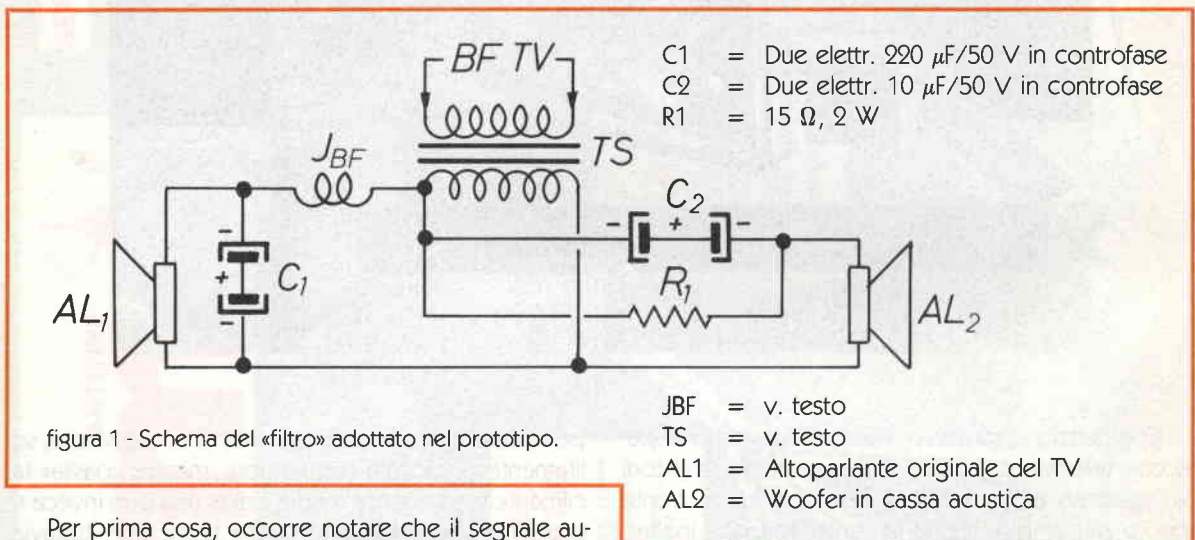 BF TV
C1 = Due elettr. 220 μF/50 V in controfase
C2 = Due elettr. 10 μF/50 V in controfase
R1 = 15 Ω, 2 W
JBF
TS
C2
- + -
R1
AL1
- + -
C1
AL2
figura 1 - Schema del «filtro» adottato nel prototipo.
JBF = v. testo
TS = v. testo
AL1 = Altoparlante originale del TV
AL2 = Woofer in cassa acustica
Per prima cosa, occorre notare che il segnale au-